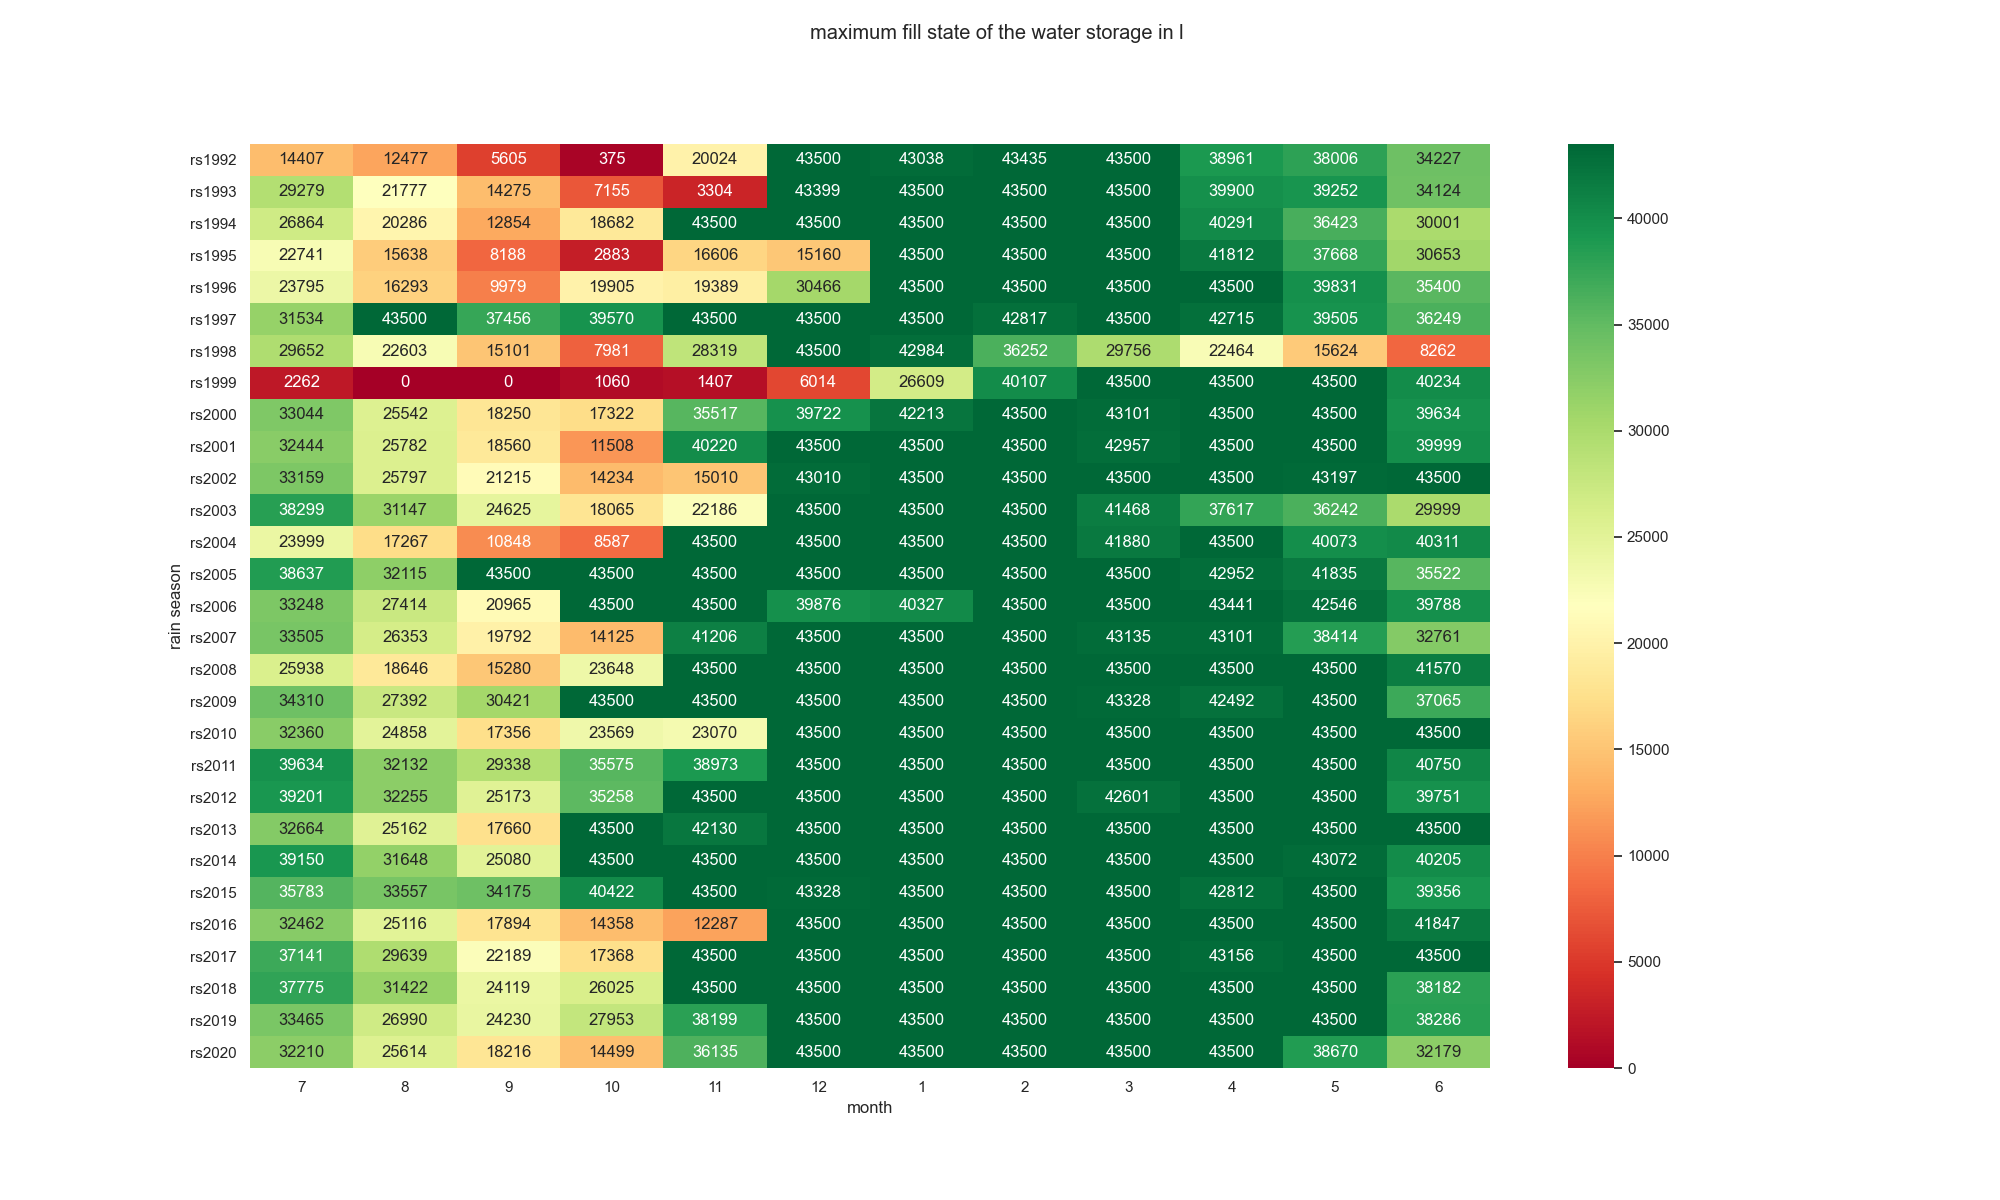 maximum fill state of the water storage in l
rs1992 14407 12477 5605 375 20024 43500 43038 43435 43500 38961 38006 34227
rs1993 29279 21777 14275 7155 3304 43399 43500 43500 43500 39900 39252 34124
rs1994 26864 20286 12854 18682 43500 43500 43500 43500 43500 40291 36423 30001
rs1995 22741 15638 8188 2883 16606 15160 43500 43500 43500 41812 37668 30653
rs1996 23795 16293 9979 19905 19389 30466 43500 43500 43500 43500 39831 35400
rs1997 31534 43500 37456 39570 43500 43500 43500 42817 43500 42715 39505 36249
rs1998 29652 22603 15101 7981 28319 43500 42984 36252 29756 22464 15624 8262
rs1999 2262 0 0 1060 1407 6014 26609 40107 43500 43500 43500 40234
rs2000 33044 25542 18250 17322 35517 39722 42213 43500 43101 43500 43500 39634
rs2001 32444 25782 18560 11508 40220 43500 43500 43500 42957 43500 43500 39999
rs2002 33159 25797 21215 14234 15010 43010 43500 43500 43500 43500 43197 43500
rs2003 38299 31147 24625 18065 22186 43500 43500 43500 41468 37617 36242 29999
rs2004 23999 17267 10848 8587 43500 43500 43500 43500 41880 43500 40073 40311
rs2005 38637 32115 43500 43500 43500 43500 43500 43500 43500 42952 41835 35522
rs2006 33248 27414 20965 43500 43500 39876 40327 43500 43500 43441 42546 39788
rs2007 33505 26353 19792 14125 41206 43500 43500 43500 43135 43101 38414 32761
rs2008 25938 18646 15280 23648 43500 43500 43500 43500 43500 43500 43500 41570
rs2009 34310 27392 30421 43500 43500 43500 43500 43500 43328 42492 43500 37065
rs2010 32360 24858 17356 23569 23070 43500 43500 43500 43500 43500 43500 43500
rs2011 39634 32132 29338 35575 38973 43500 43500 43500 43500 43500 43500 40750
rs2012 39201 32255 25173 35258 43500 43500 43500 43500 42601 43500 43500 39751
rs2013 32664 25162 17660 43500 42130 43500 43500 43500 43500 43500 43500 43500
rs2014 39150 31648 25080 43500 43500 43500 43500 43500 43500 43500 43072 40205
rs2015 35783 33557 34175 40422 43500 43328 43500 43500 43500 42812 43500 39356
rs2016 32462 25116 17894 14358 12287 43500 43500 43500 43500 43500 43500 41847
rs2017 37141 29639 22189 17368 43500 43500 43500 43500 43500 43156 43500 43500
rs2018 37775 31422 24119 26025 43500 43500 43500 43500 43500 43500 43500 38182
rs2019 33465 26990 24230 27953 38199 43500 43500 43500 43500 43500 43500 38286
rs2020 32210 25614 18216 14499 36135 43500 43500 43500 43500 43500 38670 32179
7 8 9 10 11 12 1 2 3 4 5 6
month
rain season
40000
35000
30000
25000
20000
15000
10000
5000
0